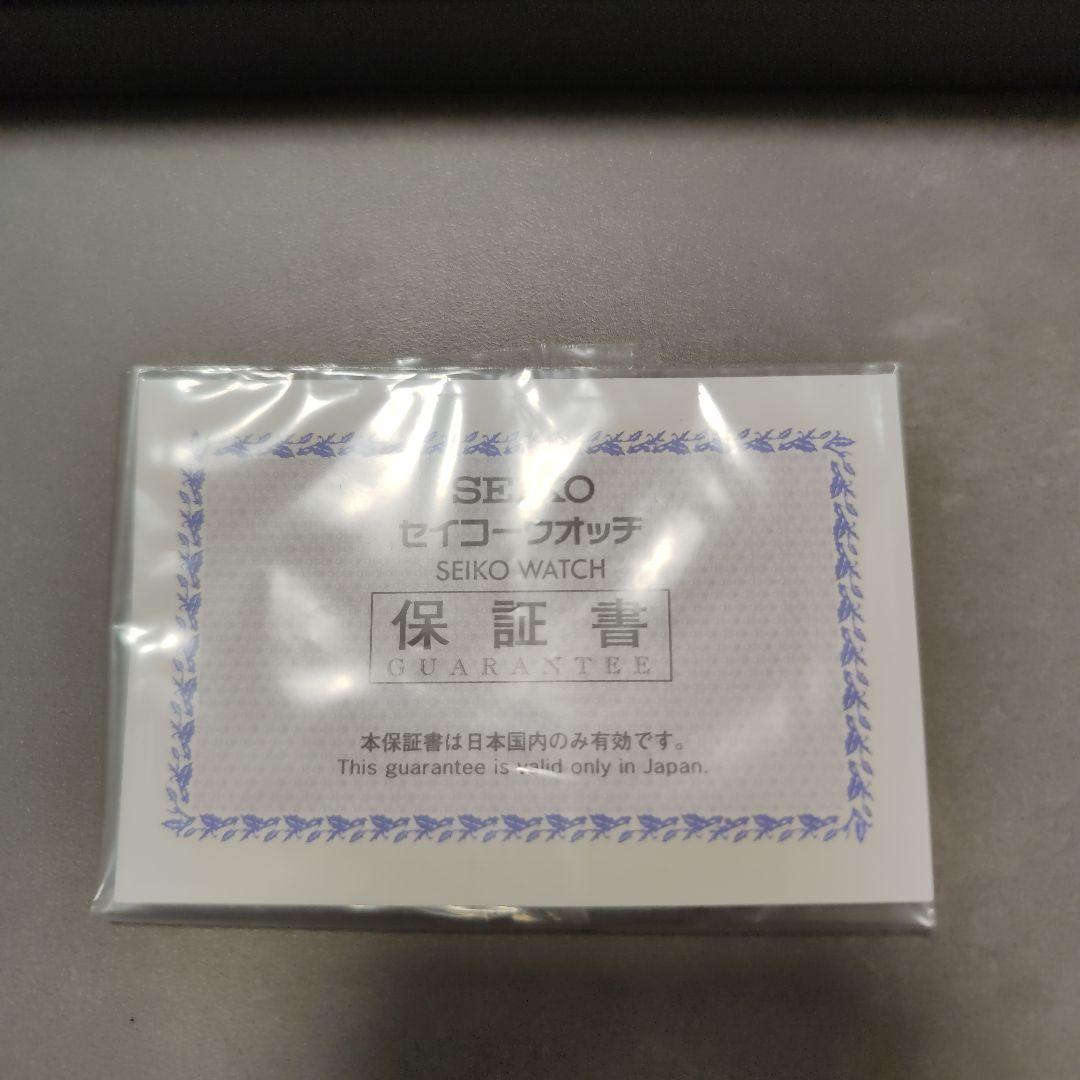 SEIKO
セイコーウオッチ
SEIKO WATCH
保証書
GUARANTEE
本保証書は日本国内のみ有効です。
This guarantee is valid only in Japan.